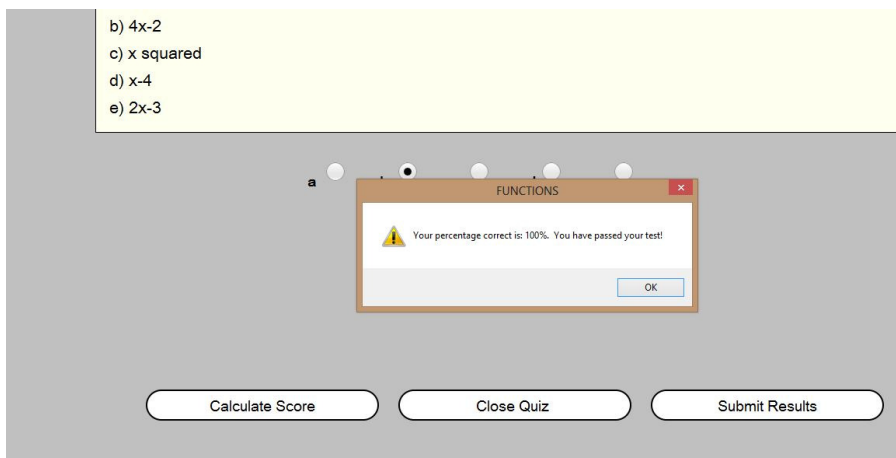 b) 4x-2
c) x squared
d) x-4
e) 2x-3
a
FUNCTIONS
Your percentage correct is: 100%. You have passed your test!
OK
Calculate Score
Close Quiz
Submit Results